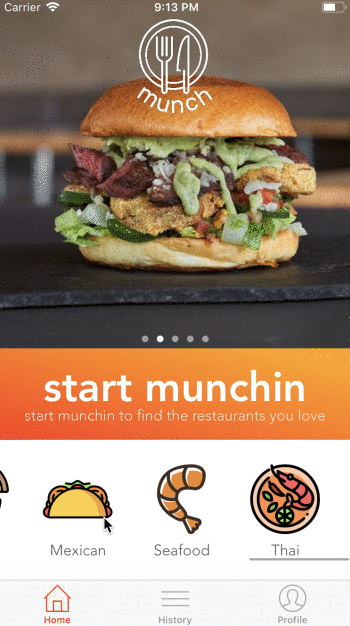 Carrier 9:13 PM
munch
start munchin
start munchin to find the restaurants you love
Mexican Seafood Thai
Home History Profile